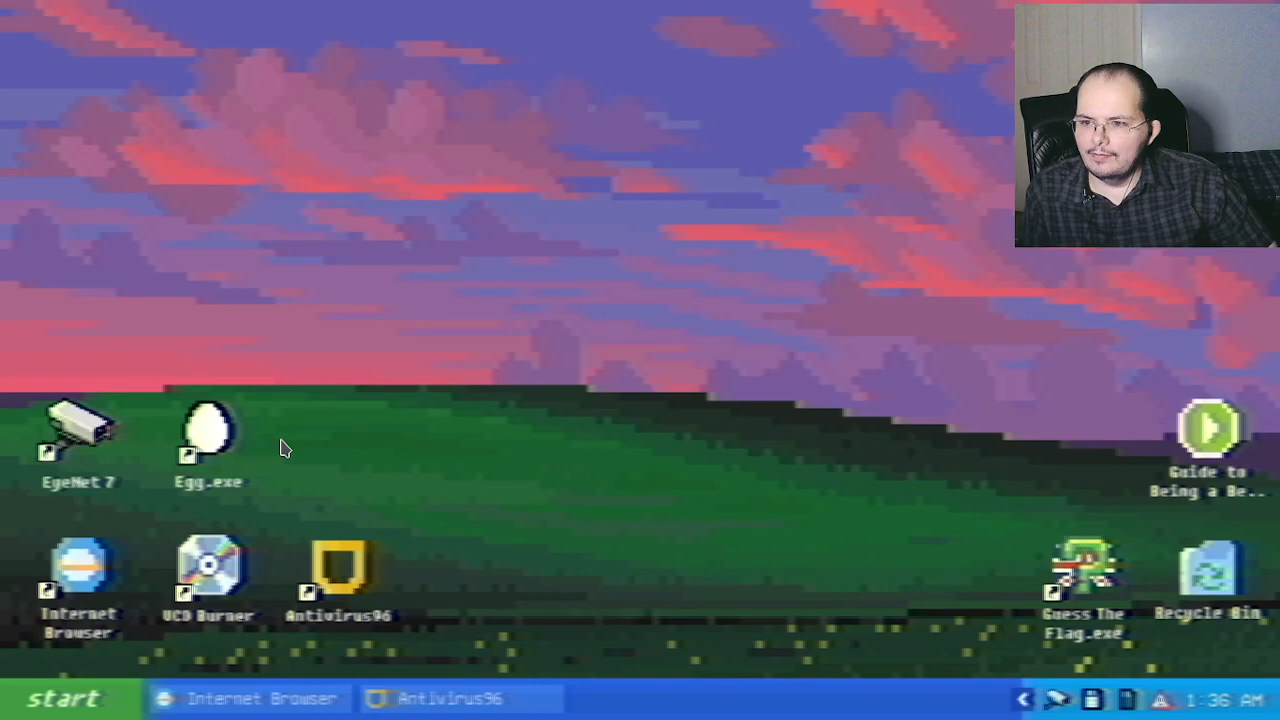 EyeNet 7
Egg.exe
Guide to
Being a Be..
Internet
Browser
UCD Burner
Antivirus96
Guess The
Flag.exe
Recycle Bin
start
Internet Browser
Antivirus96
1:36 AM